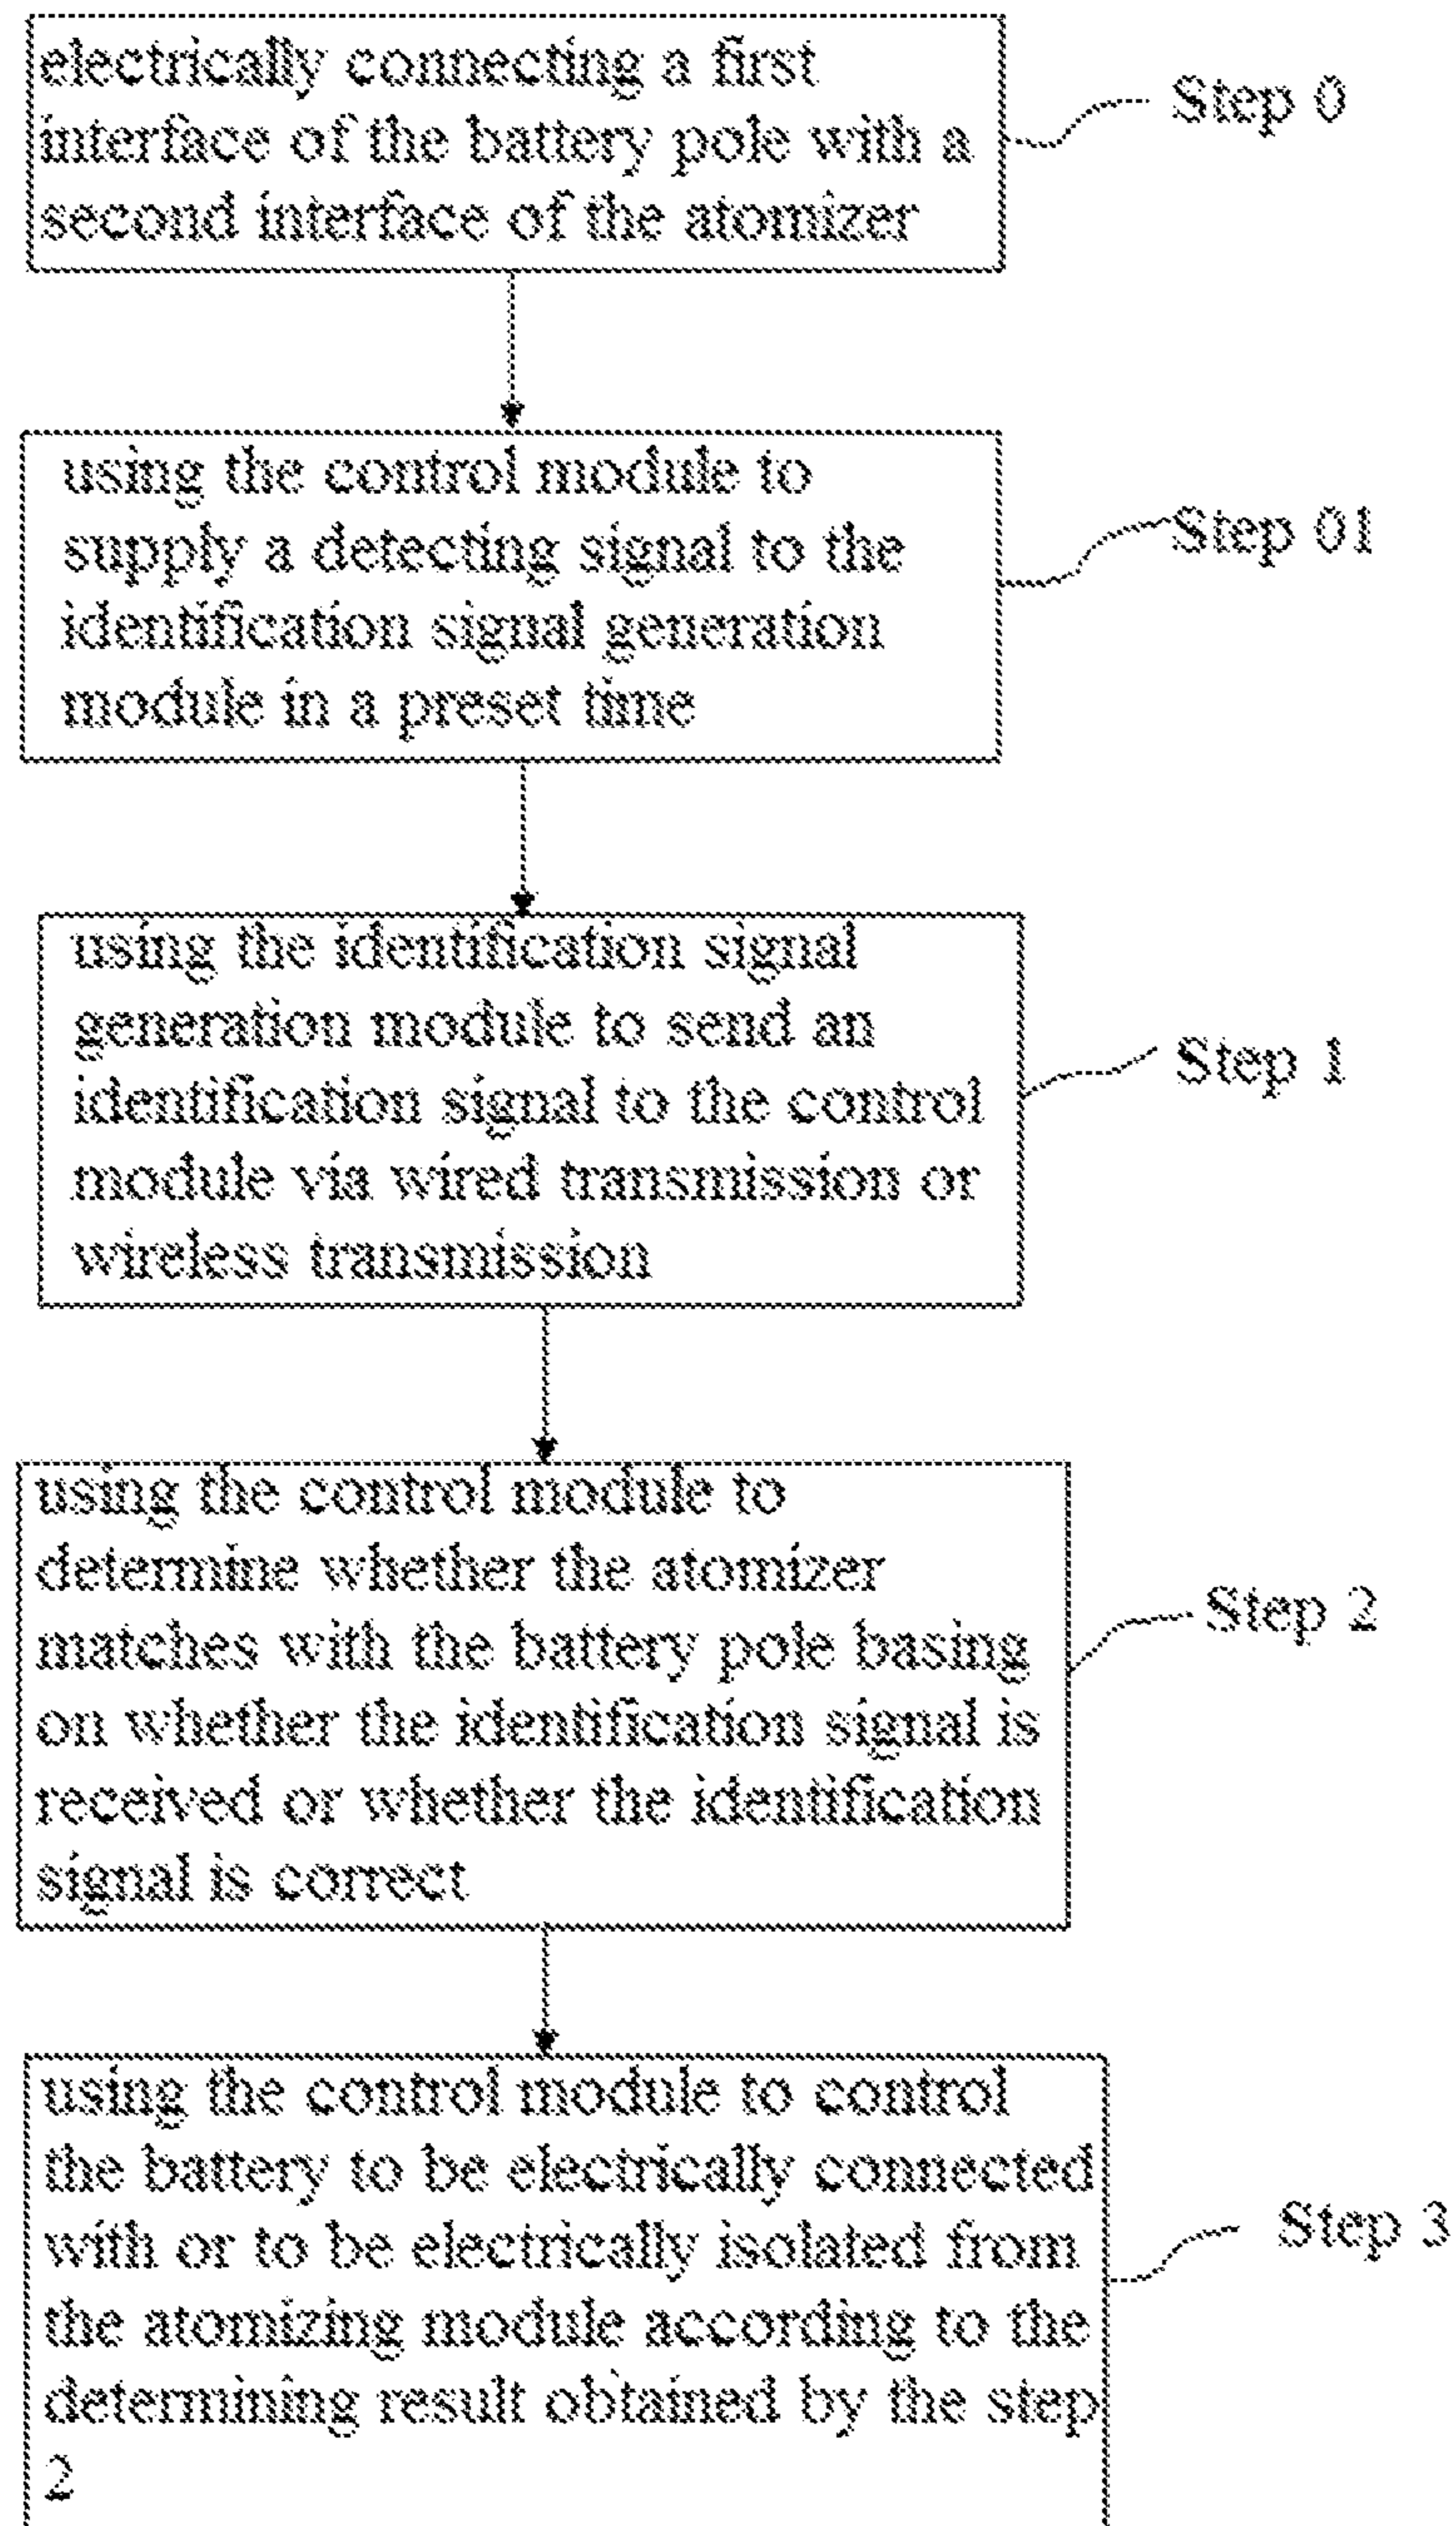 electrically connecting a first
interface of the battery pole with a
second interface of the atomizer
Step 0
using the control module to
supply a detecting signal to the
identification signal generation
module in a preset time
Step 01
using the identification signal
generation module to send an
identification signal to the control
module via wired transmission or
wireless transmission
Step 1
using the control module to
determine whether the atomizer
matches with the battery pole basing
on whether the identification signal is
received or whether the identification
signal is correct
Step 2
using the control module to control
the battery to be electrically connected
with or to be electrically isolated from
the atomizing module according to the
determining result obtained by the step
2
Step 3